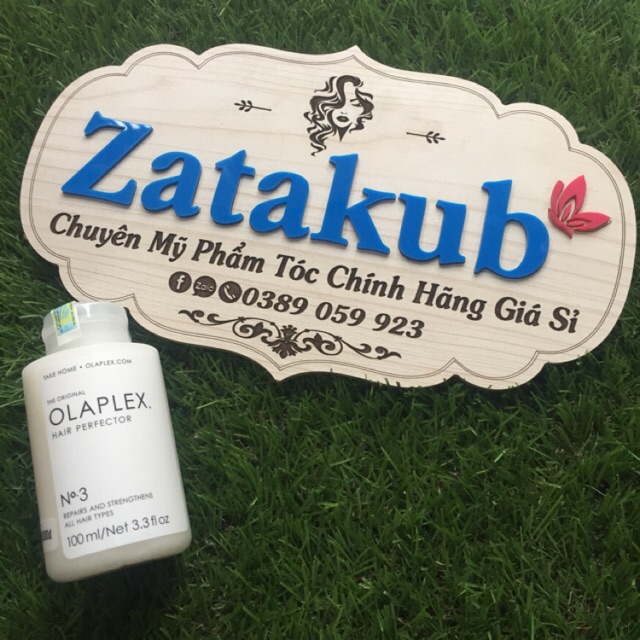 Zatakub
Chuyên Mỹ Phẩm Tóc Chính Hãng Giá Sỉ
0389 059 923
TAKE HOME • OLAPLEX.COM
THE ORIGINAL
OLAPLEX.
HAIR PERFECTOR
Nº.3
REPAIRS AND STRENGTHENS
ALL HAIR TYPES
100 ml/Net 3.3 fl oz